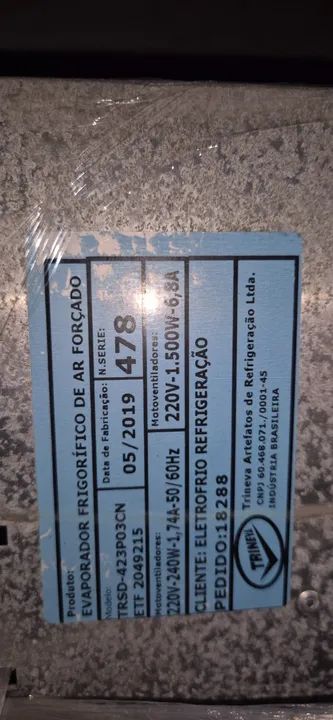 Produto:
EVAPORADOR FRIGORÍFICO DE AR FORÇADO
Modelo:
TRSD-423P03CN
ETF 2049215
Data de Fabricação:
05/2019
N.SERIE:
478
Motoventiladores:
220V-240W-1,74A-50/60Hz
Motoventiladores:
220V-1.500W-6,8A
CLIENTE: ELETROFRIO REFRIGERAÇÃO
PEDIDO:18288
TRINEVA
Trineva Artefatos de Refrigeração Ltda.
CNPJ 60.468.071./0001-45
INDÚSTRIA BRASILEIRA